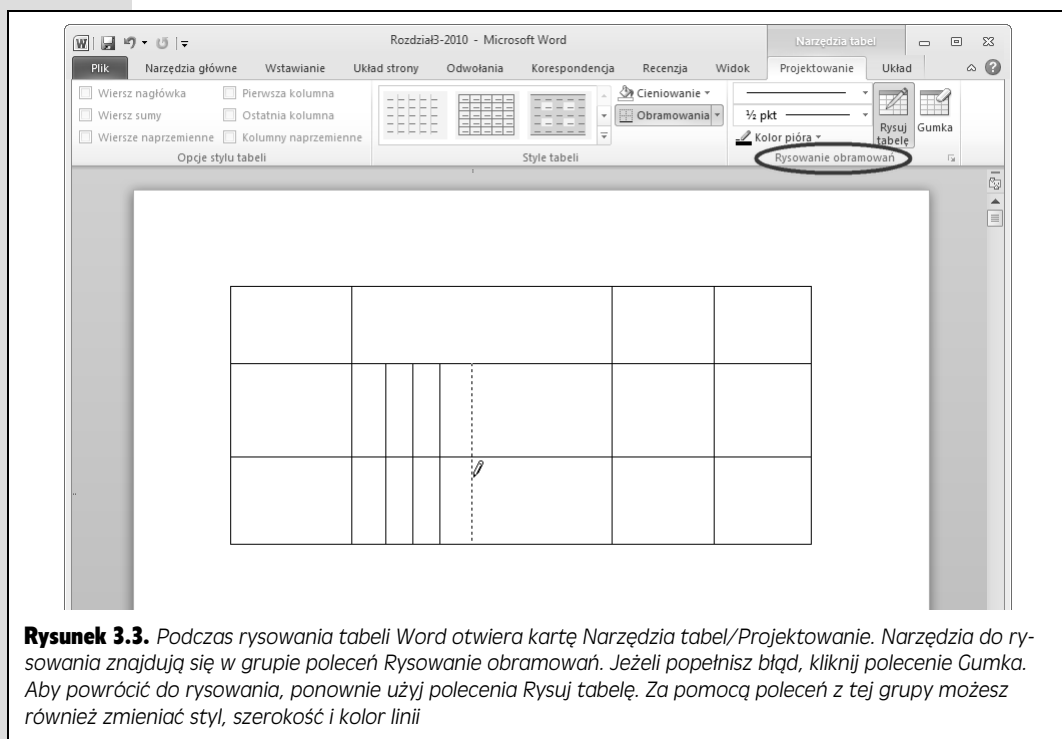 Rozdział3-2010 - Microsoft Word
Narzędzia tabel
Plik Narzędzia główne Wstawianie Układ strony Odwołania Korespondencja Recenzja Widok Projektowanie Układ
Wiersz nagłówka Pierwsza kolumna
Wiersz sumy Ostatnia kolumna
Wiersze naprzemienne Kolumny naprzemienne
Opcje stylu tabeli
Style tabeli
Cieniowanie
Obramowania
½ pkt
Kolor pióra
Rysuj
tabelę
Gumka
Rysowanie obramowań
Rysunek 3.3. Podczas rysowania tabeli Word otwiera kartę Narzędzia tabel/Projektowanie. Narzędzia do ry-
sowania znajdują się w grupie poleceń Rysowanie obramowań. Jeżeli popełnisz błąd, kliknij polecenie Gumka.
Aby powrócić do rysowania, ponownie użyj polecenia Rysuj tabelę. Za pomocą poleceń z tej grupy możesz
również zmieniać styl, szerokość i kolor linii